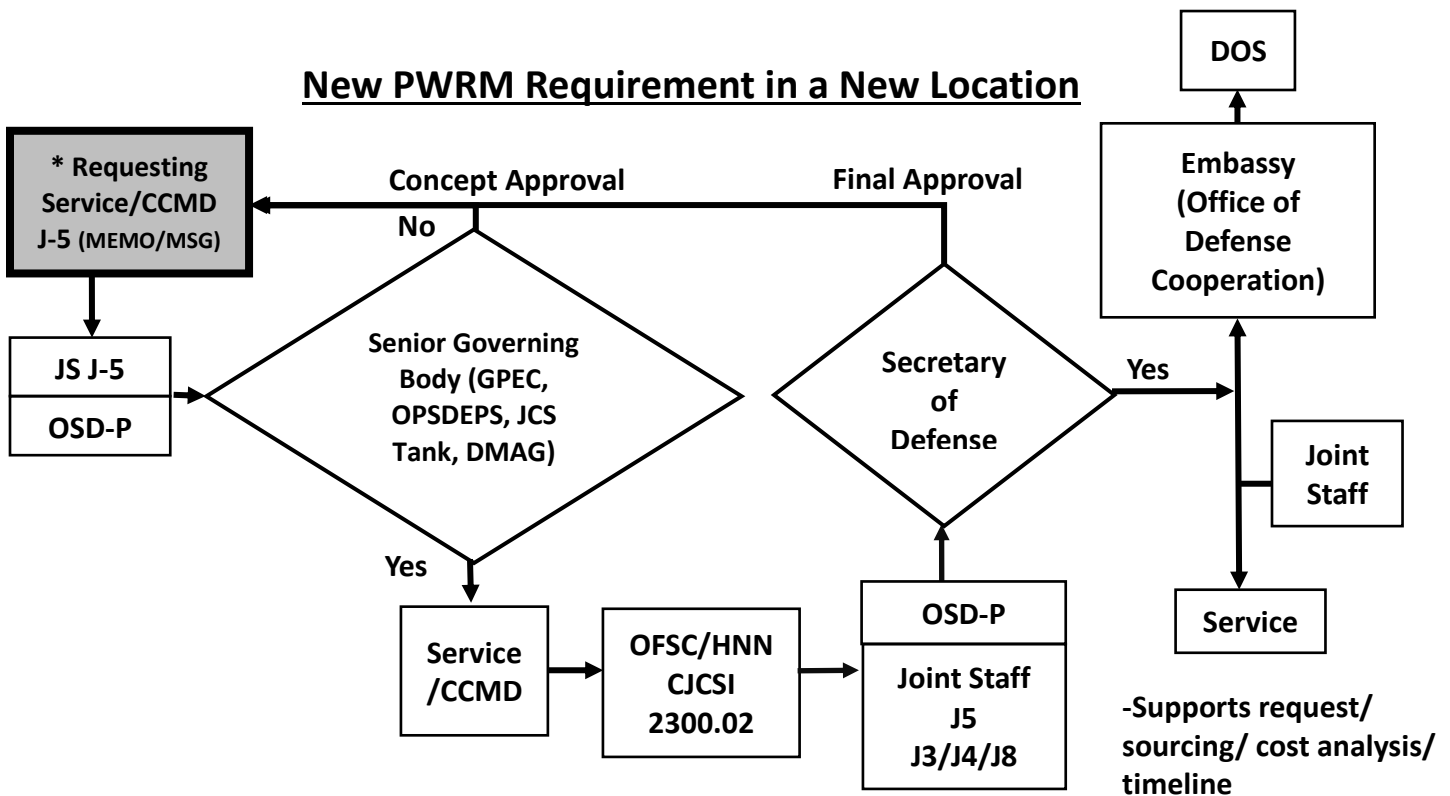 New PWRM Requirement in a New Location
DOS
* Requesting
Service/CCMD
J-5 (MEMO/MSG)
Concept Approval
Final Approval
Embassy
(Office of
Defense
Cooperation)
No
JS J-5
OSD-P
Senior Governing
Body (GPEC,
OPSDEPS, JCS
Tank, DMAG)
Secretary
of
Defense
Yes
Joint
Staff
Yes
Service
/CCMD
OFSC/HNN
CJCSI
2300.02
OSD-P
Joint Staff
J5
J3/J4/J8
Service
-Supports request/
sourcing/ cost analysis/
timeline